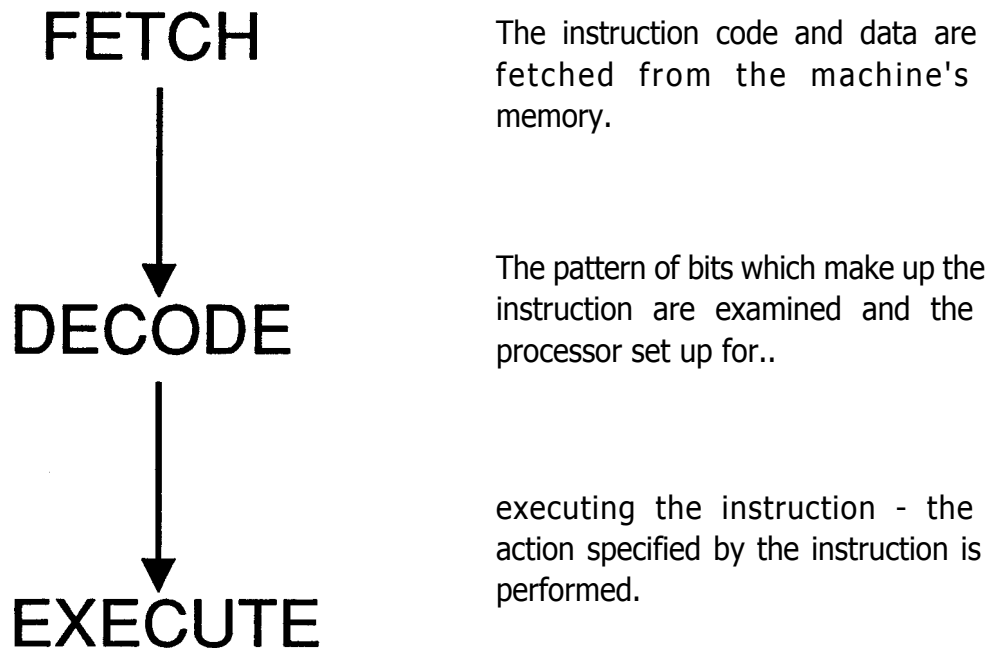 FETCH
The instruction code and data are
fetched from the machine's
memory.
DECODE
The pattern of bits which make up the
instruction are examined and the
processor set up for..
executing the instruction - the
action specified by the instruction is
performed.
EXECUTE